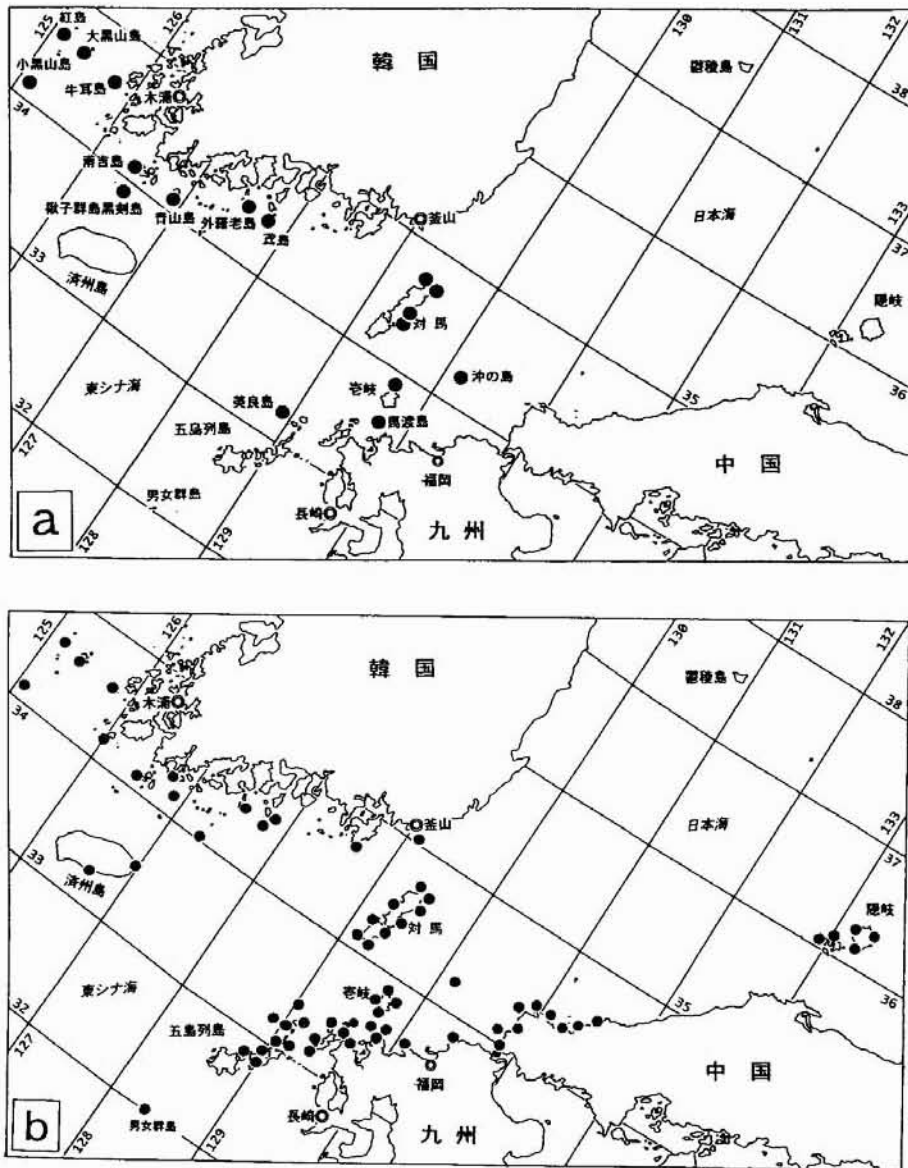 125
126
130
131
132
紅島
大黒山島
小黒山島
牛耳島
木浦
韓国
鬱稜島
38
34
両吉島
楸子群島黒剣島
青山島
外羅老島
鳶島
釜山
日本海
37
33
済州島
対馬
隠岐
36
東シナ海
壱岐
沖の島
35
32
美良島
五島列島
馬渡島
中国
127
男女群島
福岡
長崎
九州
a
128
129
125
126
130
131
132
韓国
木浦
鬱稜島
38
34
釜山
日本海
133
37
33
済州島
対馬
隠岐
36
東シナ海
壱岐
35
32
五島列島
127
福岡
中国
男女群島
長崎
九州
b
128
129